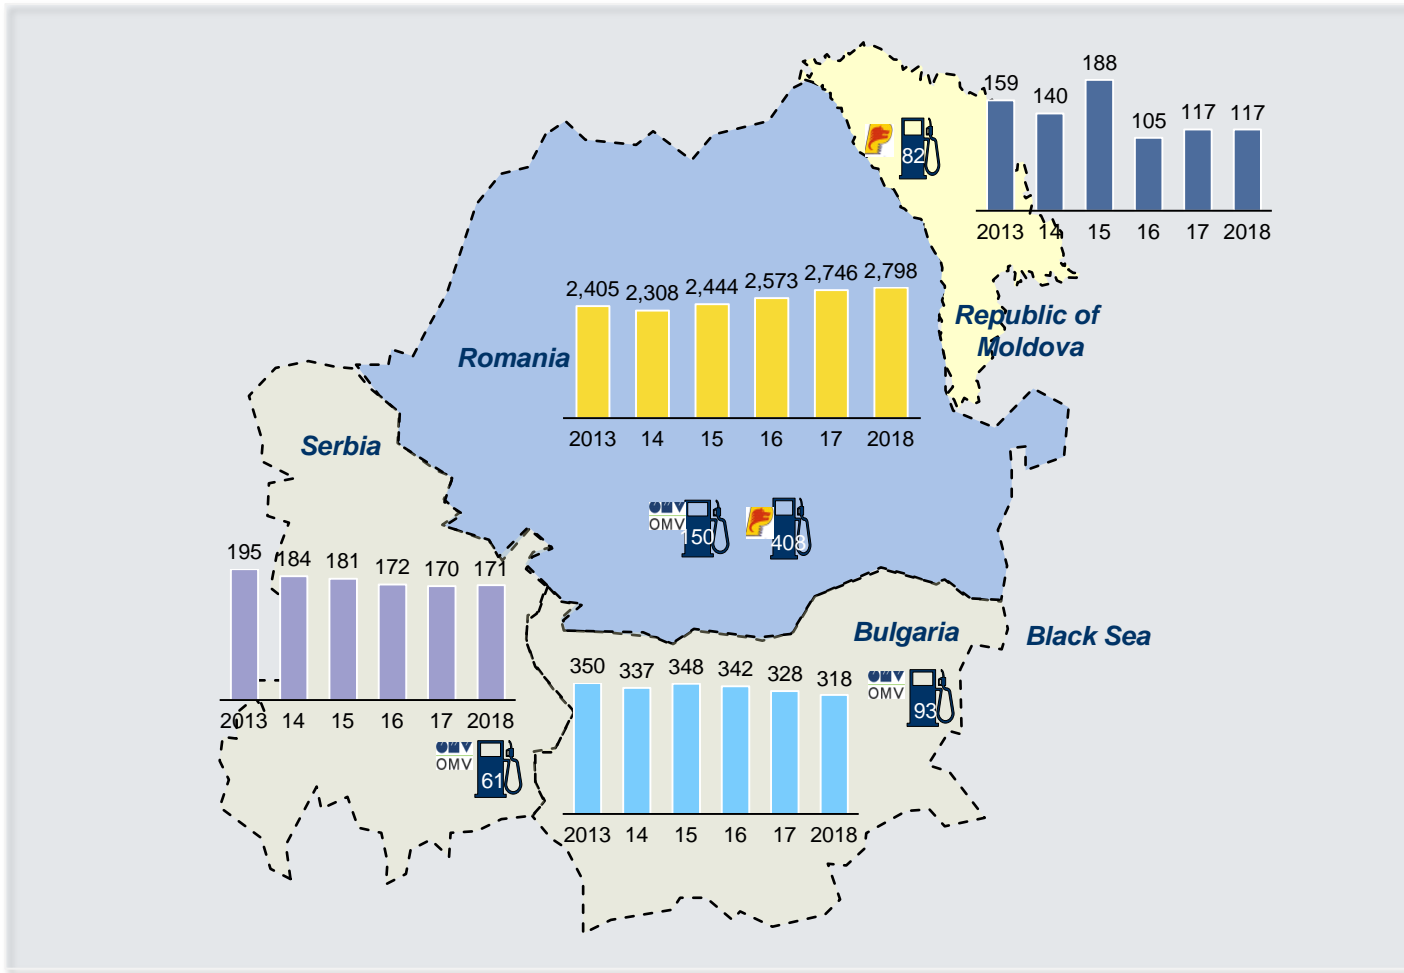 159 140 188 105 117 117
2013 14 15 16 17 2018
82
Republic of
Moldova
2,405 2,308 2,444 2,573 2,746 2,798
Romania
2013 14 15 16 17 2018
OMV
OMV
150
408
Serbia
195 184 181 172 170 171
2013 14 15 16 17 2018
OMV
OMV
61
Bulgaria
Black Sea
350 337 348 342 328 318
2013 14 15 16 17 2018
OMV
OMV
93